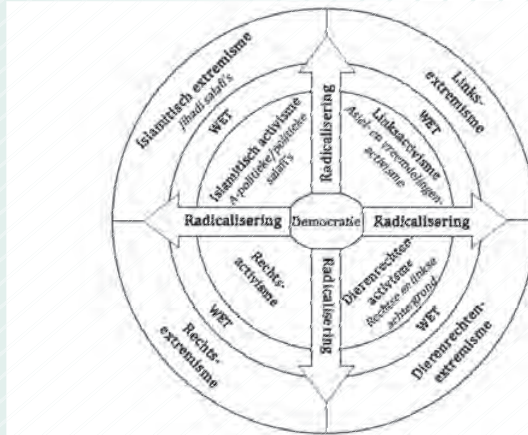 Islamitisch extremisme
Jihadi salafi's
WET
Islamitisch activisme
A-politieke/politieke
salafi's
Radicalisering
Links-
extremisme
WET
Linksactivisme
Asiel- en vreemdelingen-
activisme
Radicalisering
Democratie
Radicalisering
Rechts-
activisme
WET
Rechts-
extremisme
Radicalisering
Dierenrechten-
activisme
Rechtse en linkse
achtergrond
WET
Dierenrechten-
extremisme